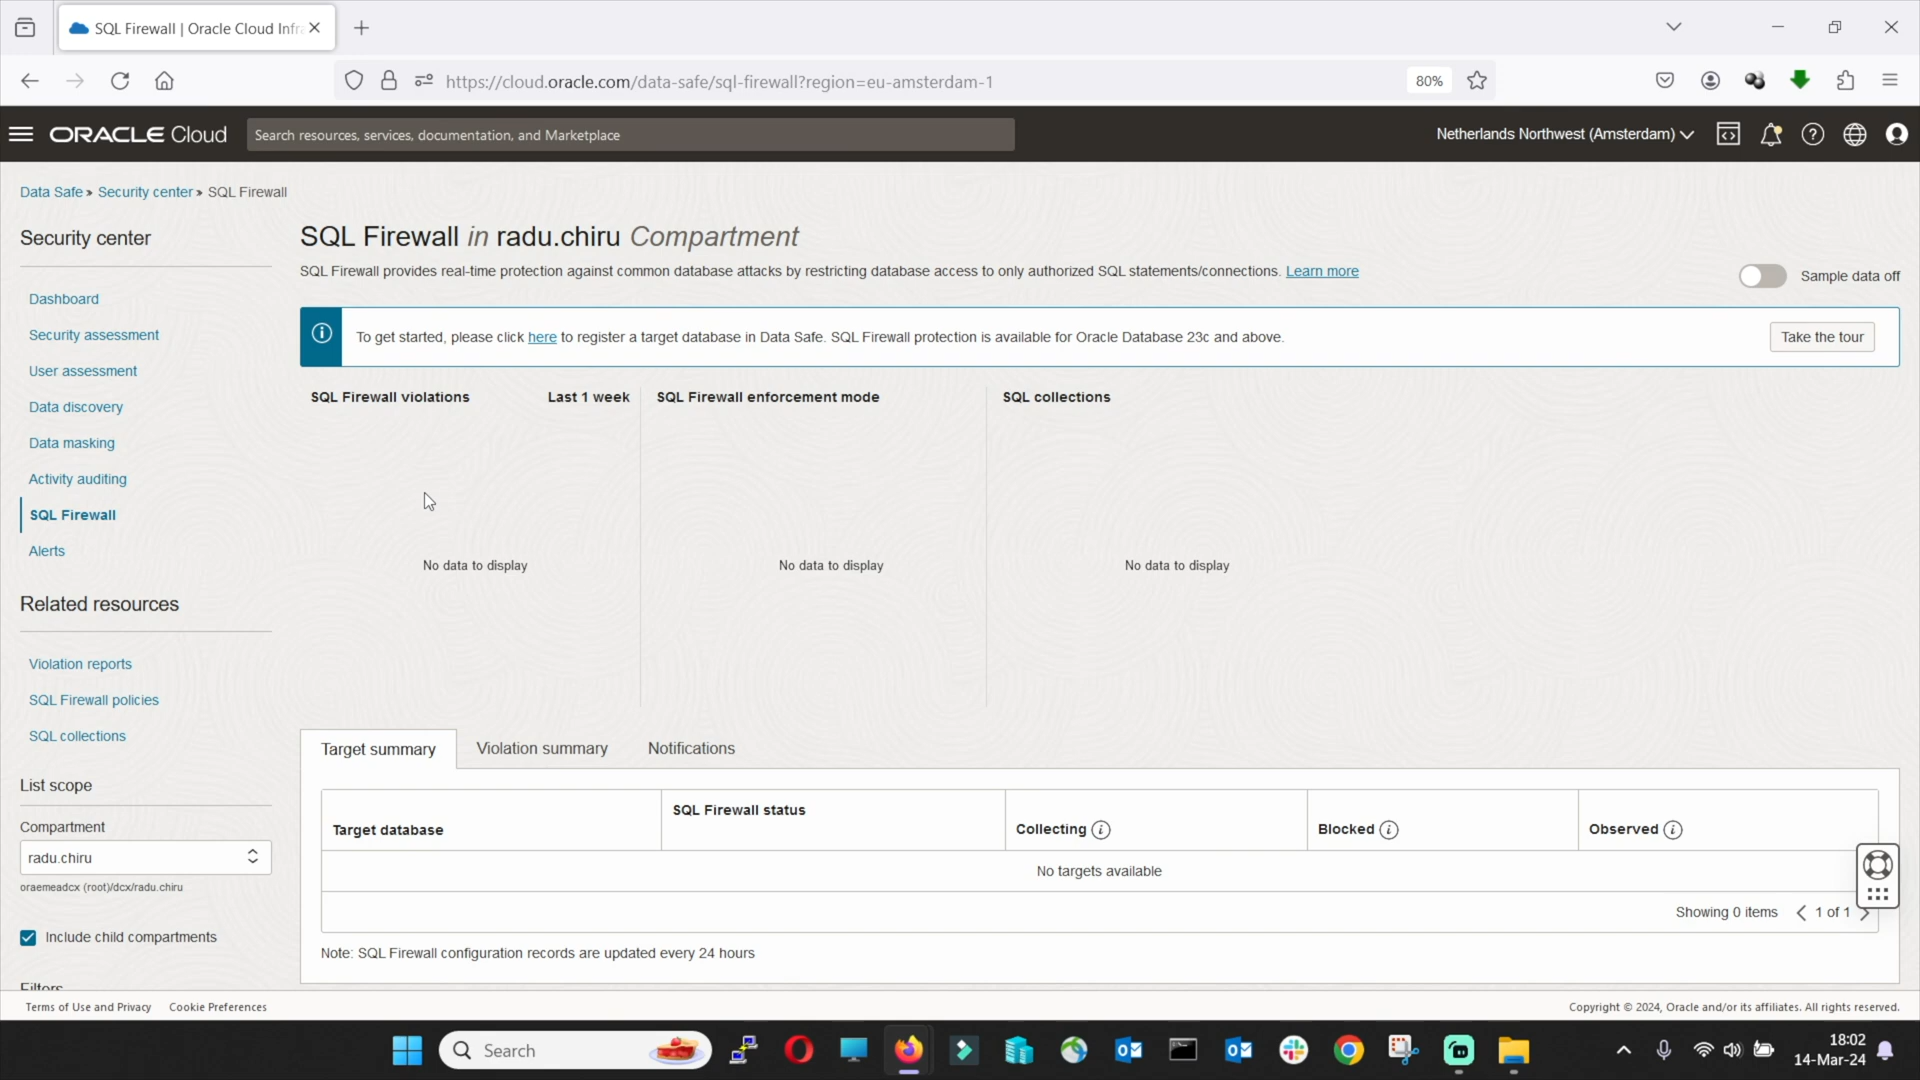 SQL Firewall | Oracle Cloud Infr
https://cloud.oracle.com/data-safe/sql-firewall?region=eu-amsterdam-1
80%
ORACLE Cloud
Search resources, services, documentation, and Marketplace
Netherlands Northwest (Amsterdam)
Data Safe » Security center » SQL Firewall
Security center
Dashboard
Security assessment
User assessment
Data discovery
Data masking
Activity auditing
SQL Firewall
Alerts
Related resources
Violation reports
SQL Firewall policies
SQL collections
List scope
Compartment
radu.chiru
oraemeadcx (root)/dcx/radu.chiru
Include child compartments
Filters
SQL Firewall in radu.chiru Compartment
SQL Firewall provides real-time protection against common database attacks by restricting database access to only authorized SQL statements/connections. Learn more
Sample data off
To get started, please click here to register a target database in Data Safe. SQL Firewall protection is available for Oracle Database 23c and above.
Take the tour
SQL Firewall violations
Last 1 week
SQL Firewall enforcement mode
SQL collections
No data to display
No data to display
No data to display
Target summary
Violation summary
Notifications
Target database
SQL Firewall status
Collecting
Blocked
Observed
No targets available
Showing 0 items
1 of 1
Note: SQL Firewall configuration records are updated every 24 hours
Terms of Use and Privacy
Cookie Preferences
Copyright © 2024, Oracle and/or its affiliates. All rights reserved.
Search
18:02
14-Mar-24